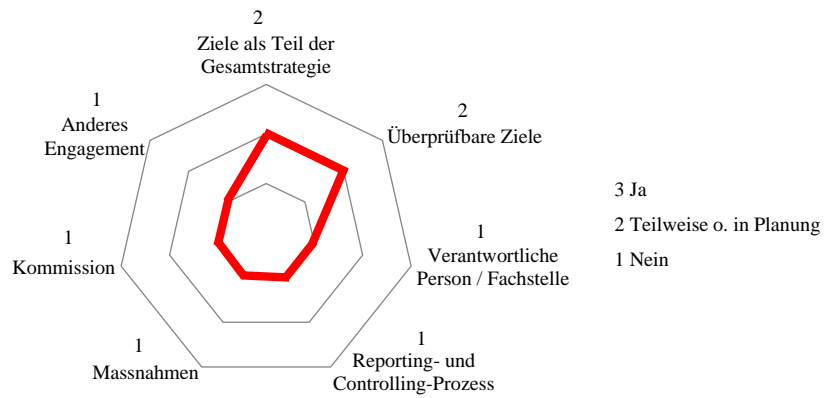 2
Ziele als Teil der
Gesamtstrategie
2
Überprüfbare Ziele
1
Verantwortliche
Person / Fachstelle
1
Reporting- und
Controlling-Prozess
1
Massnahmen
1
Kommission
1
Anderes
Engagement
3 Ja
2 Teilweise o. in Planung
1 Nein